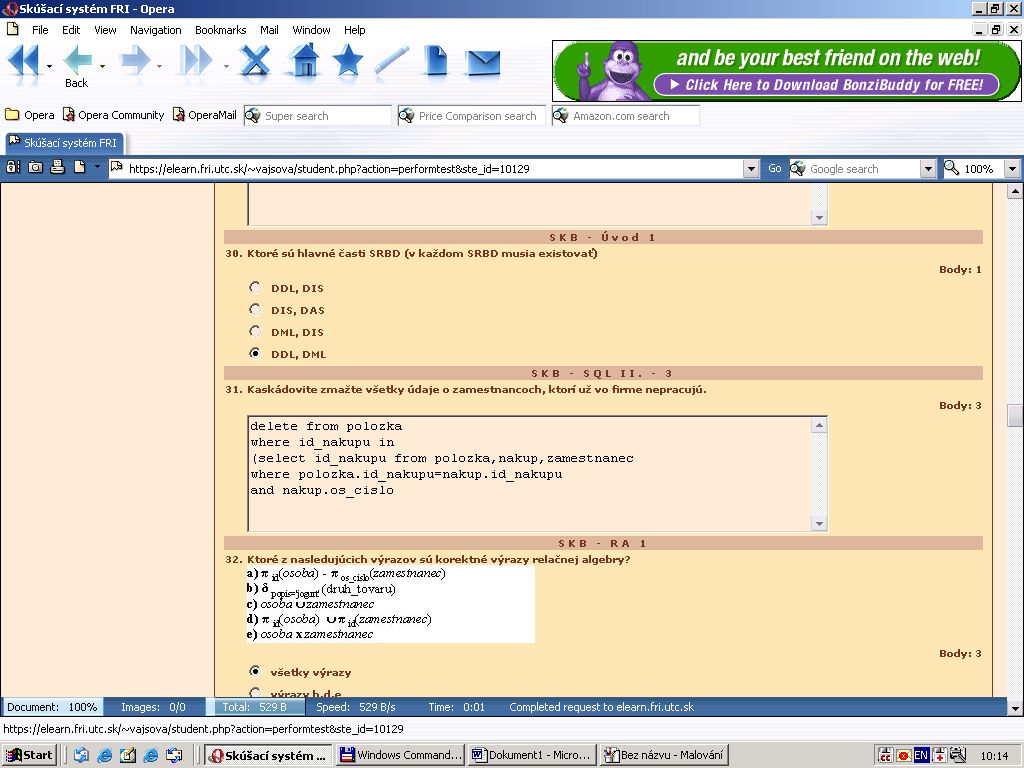 Skúšací systém FRI - Opera
File Edit View Navigation Bookmarks Mail Window Help
Back
and be your best friend on the web!
Click Here to Download BonziBuddy for FREE!
Opera Opera Community OperaMail Super search Price Comparison search Amazon.com search
Skúšací systém FRI
https://elearn.fri.utc.sk/~vajsova/student.php?action=performtest&ste_id=10129 Go Google search 100%
SKB - Úvod 1
30. Ktoré sú hlavné časti SRBD (v každom SRBD musia existovať)
Body: 1
DDL, DIS
DIS, DAS
DML, DIS
DDL, DML
SKB - SQL II. - 3
31. Kaskádovite zmažte všetky údaje o zamestnancoch, ktorí už vo firme nepracujú.
Body: 3
delete from polozka
where id_nakupu in
(select id_nakupu from polozka,nakup,zamestnanec
where polozka.id_nakupu=nakup.id_nakupu
and nakup.os_cislo
SKB - RA 1
32. Ktoré z nasledujúcich výrazov sú korektné výrazy relačnej algebry?
a) π id(osoba) - π os_cislo(zamestnanec)
b) δ popis='jogurt' (druh_tovaru)
c) osoba ∪ zamestnanec
d) π id(osoba) ∪ π id(zamestnanec)
e) osoba x zamestnanec
Body: 3
všetky výrazy
výrazy b,d,e
Document: 100% Images: 0/0 Total: 529 B Speed: 529 B/s Time: 0:01 Completed request to elearn.fri.utc.sk
https://elearn.fri.utc.sk/~vajsova/student.php?action=performtest&ste_id=10129
Start Skúšací systém ... Windows Command... Dokument1 - Micro... Bez názvu - Malování EN 10:14